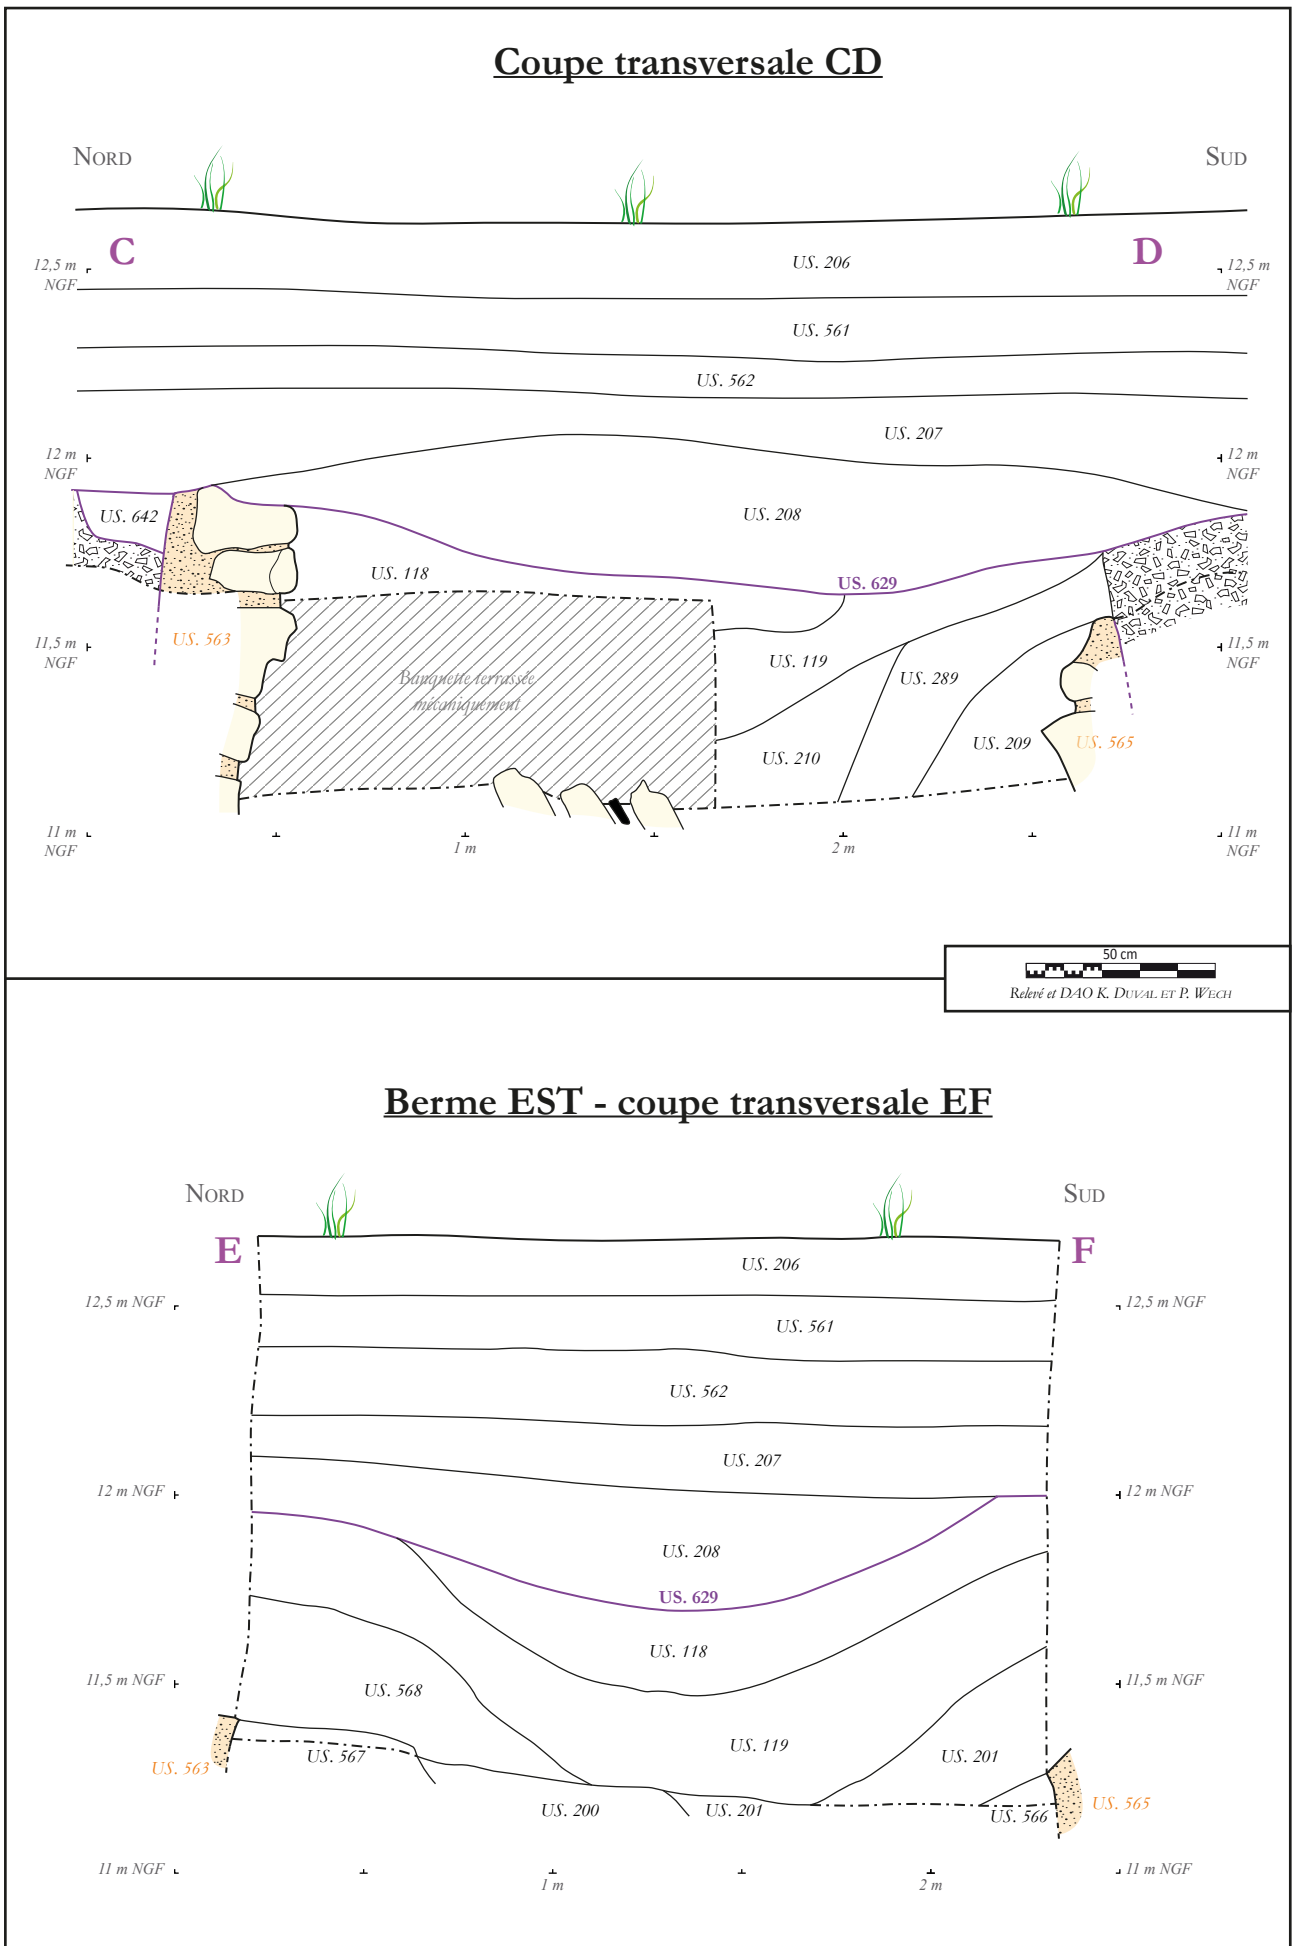 Coupe transversale CD
NORD
SUD
C
D
12,5 m
NGF
12,5 m
NGF
US. 206
US. 561
US. 562
US. 207
12 m
NGF
12 m
NGF
US. 642
US. 208
US. 118
US. 629
US. 563
11,5 m
NGF
11,5 m
NGF
US. 119
US. 289
Banquette terrassée
mécaniquement
US. 210
US. 209
US. 565
11 m
NGF
1 m
2 m
11 m
NGF
50 cm
Relevé et DAO K. DUVAL ET P. WECH
Berme EST - coupe transversale EF
NORD
SUD
E
F
US. 206
12,5 m NGF
12,5 m NGF
US. 561
US. 562
US. 207
12 m NGF
12 m NGF
US. 208
US. 629
US. 118
11,5 m NGF
11,5 m NGF
US. 568
US. 119
US. 567
US. 201
US. 563
US. 200
US. 201
US. 566
US. 565
11 m NGF
11 m NGF
1 m
2 m